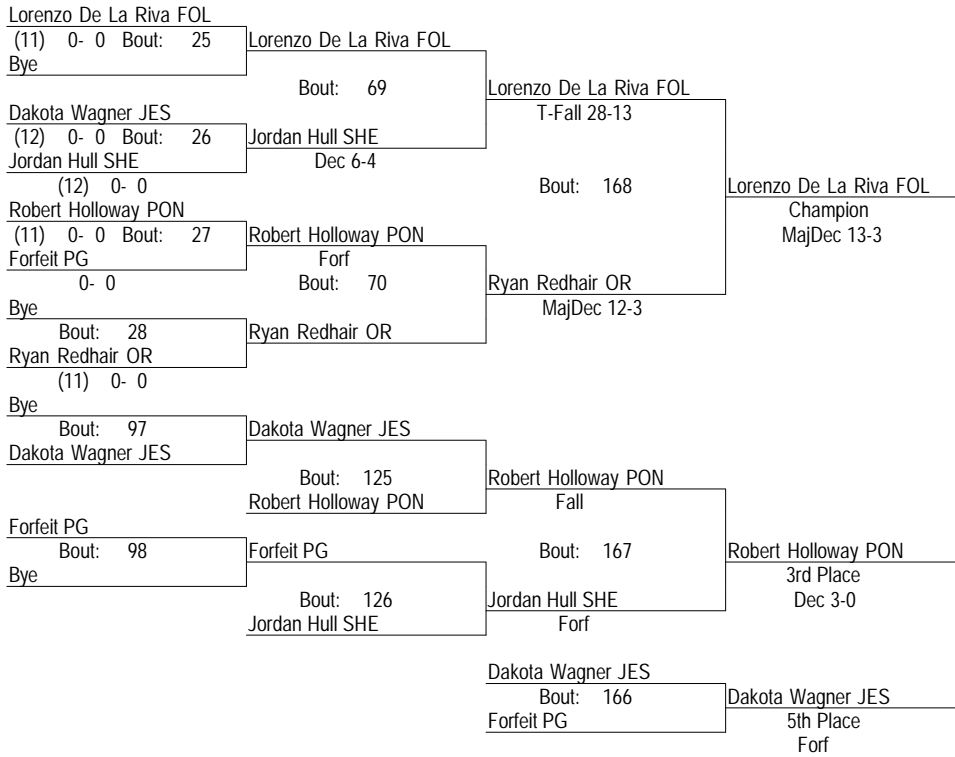 Lorenzo De La Riva FOL
(11) 0- 0 Bout: 25 Lorenzo De La Riva FOL
Bye
Bout: 69 Lorenzo De La Riva FOL
Dakota Wagner JES T-Fall 28-13
(12) 0- 0 Bout: 26 Jordan Hull SHE
Jordan Hull SHE Dec 6-4
(12) 0- 0 Bout: 168 Lorenzo De La Riva FOL
Robert Holloway PON Champion
(11) 0- 0 Bout: 27 Robert Holloway PON MajDec 13-3
Forfeit PG Forf
0- 0 Bout: 70 Ryan Redhair OR
Bye MajDec 12-3
Bout: 28 Ryan Redhair OR
Ryan Redhair OR
(11) 0- 0
Bye
Bout: 97 Dakota Wagner JES
Dakota Wagner JES
Bout: 125 Robert Holloway PON
Robert Holloway PON Fall
Forfeit PG
Bout: 98 Forfeit PG Bout: 167 Robert Holloway PON
Bye 3rd Place
Bout: 126 Jordan Hull SHE Dec 3-0
Jordan Hull SHE Forf
Dakota Wagner JES
Bout: 166 Dakota Wagner JES
Forfeit PG 5th Place
Forf